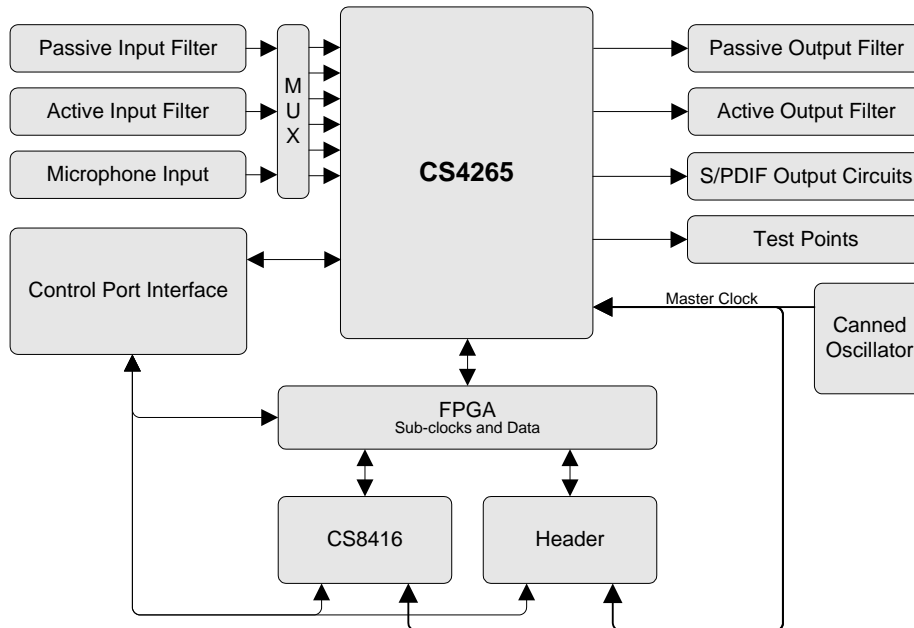 Passive Input Filter
Active Input Filter
Microphone Input
M
U
X
CS4265
Passive Output Filter
Active Output Filter
S/PDIF Output Circuits
Test Points
Control Port Interface
Master Clock
Canned
Oscillator
FPGA
Sub-clocks and Data
CS8416
Header